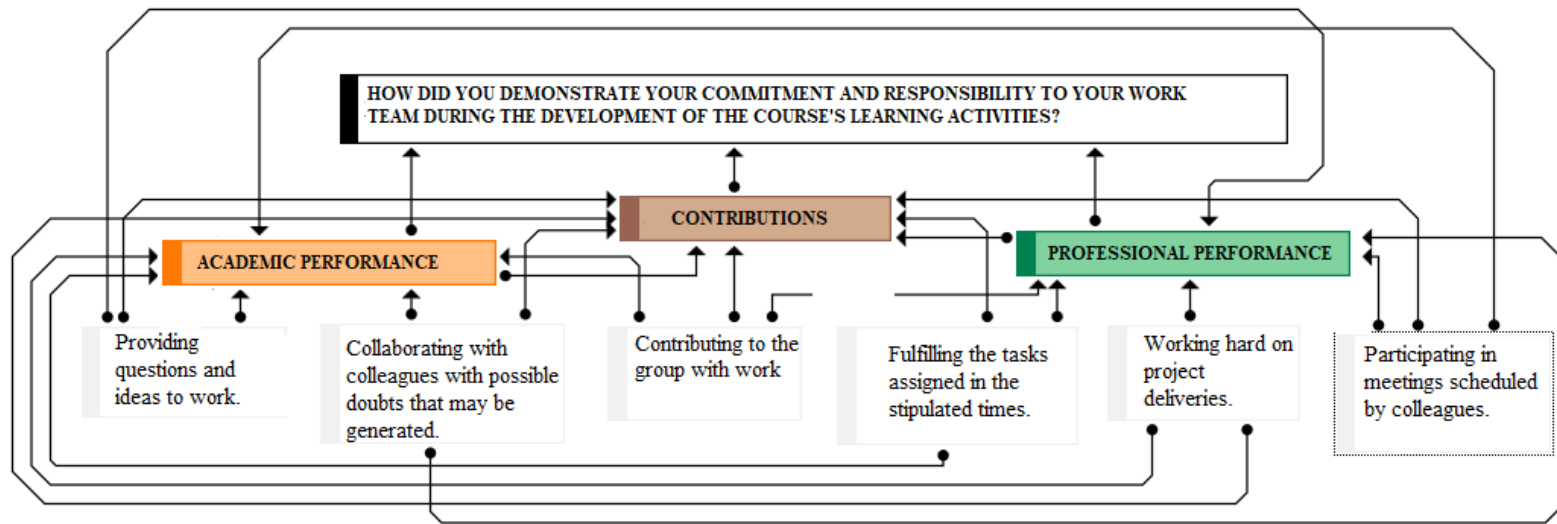 HOW DID YOU DEMONSTRATE YOUR COMMITMENT AND RESPONSIBILITY TO YOUR WORK
TEAM DURING THE DEVELOPMENT OF THE COURSE'S LEARNING ACTIVITIES?
CONTRIBUTIONS
ACADEMIC PERFORMANCE
PROFESSIONAL PERFORMANCE
Providing
questions and
ideas to work.
Collaborating with
colleagues with possible
doubts that may be
generated.
Contributing to the
group with work
Fulfilling the tasks
assigned in the
stipulated times.
Working hard on
project
deliveries.
Participating in
meetings scheduled
by colleagues.